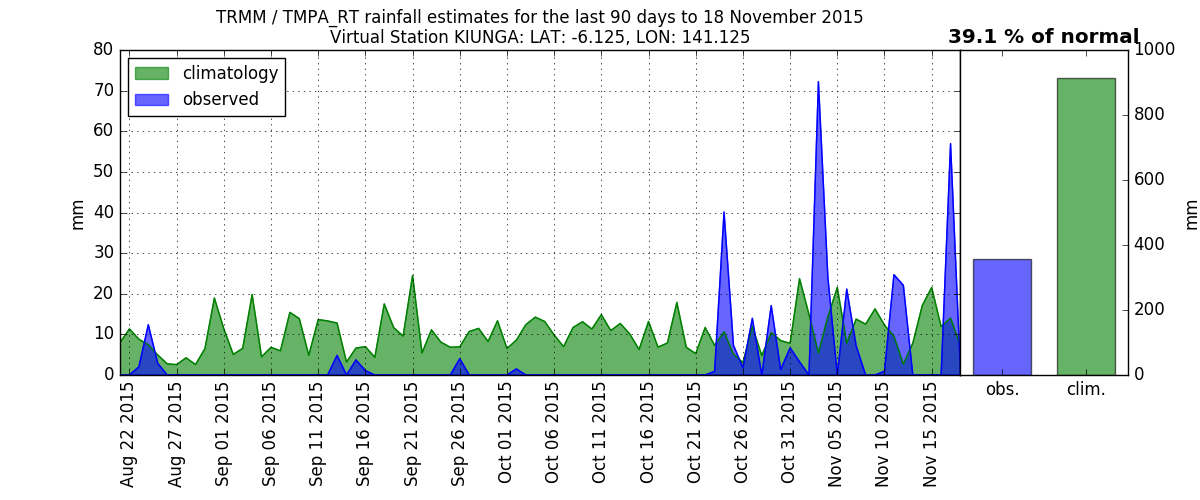 TRMM / TMPA_RT rainfall estimates for the last 90 days to 18 November 2015
Virtual Station KIUNGA: LAT: -6.125, LON: 141.125
39.1 % of normal
climatology
observed
80
70
60
50
40
30
20
10
0
mm
Aug 22 2015
Aug 27 2015
Sep 01 2015
Sep 06 2015
Sep 11 2015
Sep 16 2015
Sep 21 2015
Sep 26 2015
Oct 01 2015
Oct 06 2015
Oct 11 2015
Oct 16 2015
Oct 21 2015
Oct 26 2015
Oct 31 2015
Nov 05 2015
Nov 10 2015
Nov 15 2015
obs.
clim.
1000
800
600
400
200
0
mm